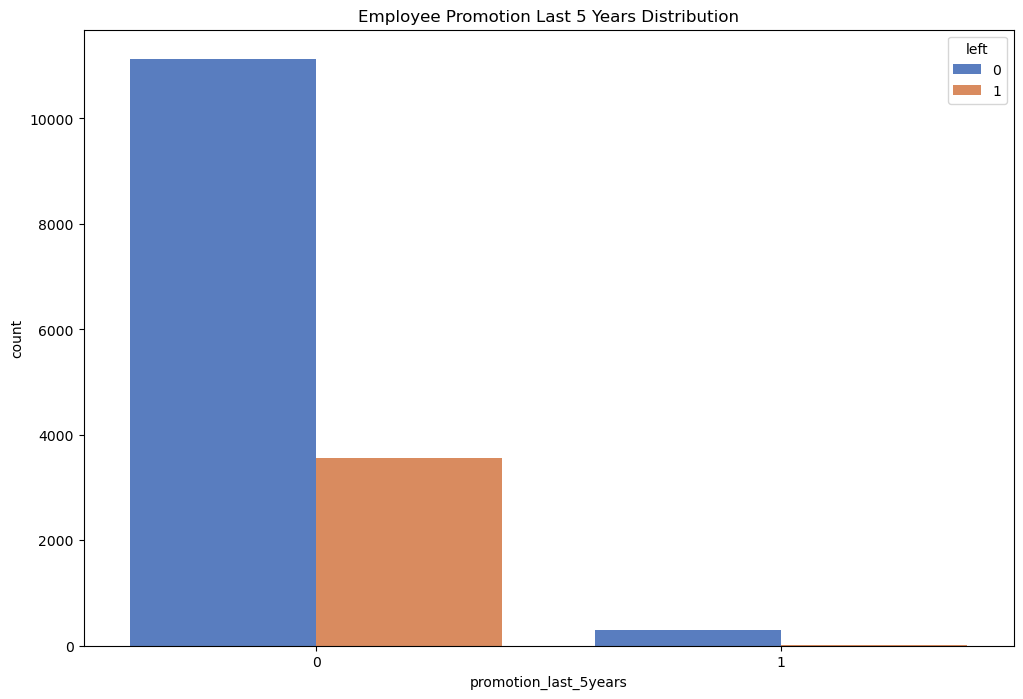 Employee Promotion Last 5 Years Distribution
left
0
1
10000
8000
6000
4000
2000
0
count
0 1
promotion_last_5years